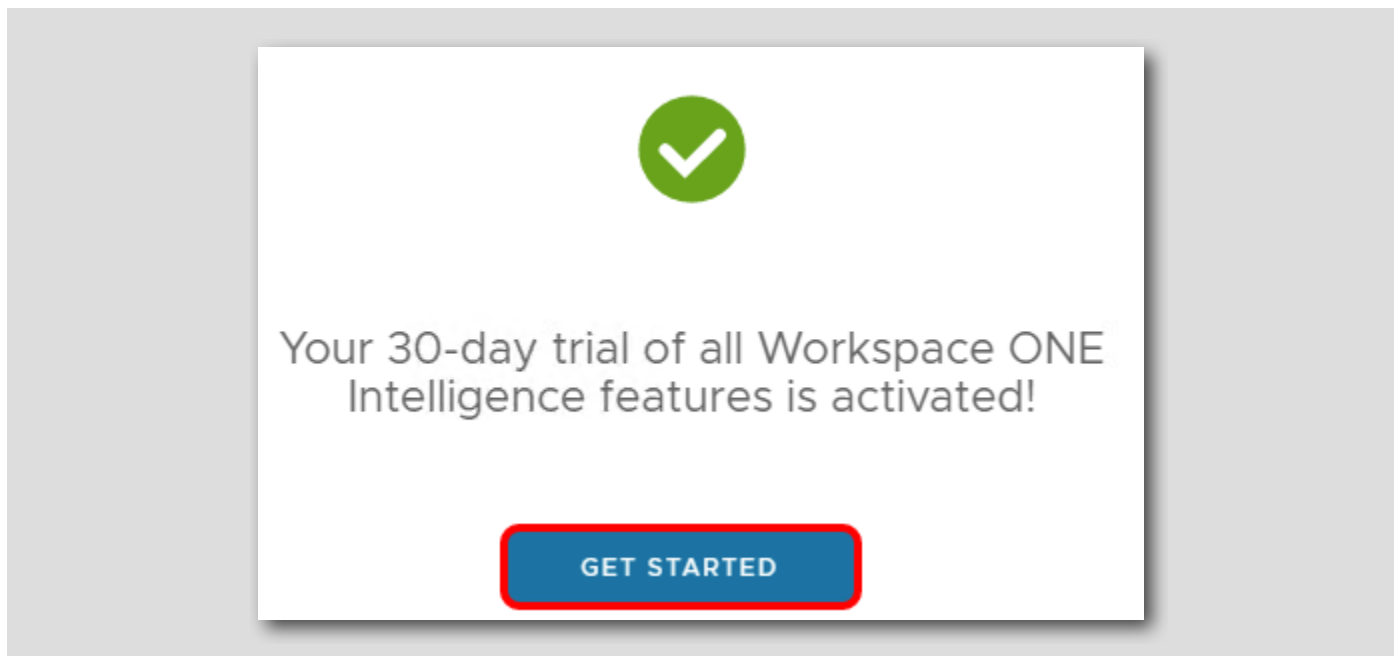 Your 30-day trial of all Workspace ONE
Intelligence features is activated!
GET STARTED